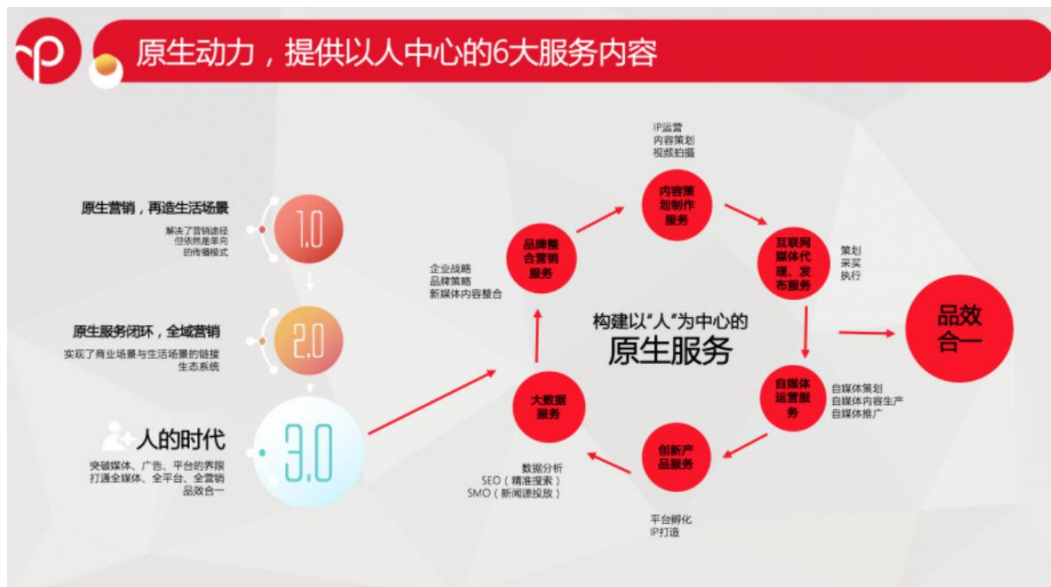 原生动力，提供以人中心的6大服务内容
原生营销，再造生活场景
解决了营销途径
但依然是单向
的传播模式
1.0
原生服务闭环，全域营销
实现了商业场景与生活场景的链接
生态系统
2.0
人的时代
突破媒体、广告、平台的界限
打通全媒体、全平台、全营销
品效合一
3.0
IP运营
内容策划
视频拍摄
内容策
划制作
服务
互联网
媒体代
理、发
布服务
策划
采买
执行
品牌整
合营销
服务
企业战略
品牌策略
新媒体内容整合
构建以“人”为中心的
原生服务
品效
合一
大数据
服务
自媒体
运营服
务
自媒体策划
自媒体内容生产
自媒体推广
创新产
品服务
数据分析
SEO（精准搜索）
SMO（新闻源投放）
平台孵化
IP打造